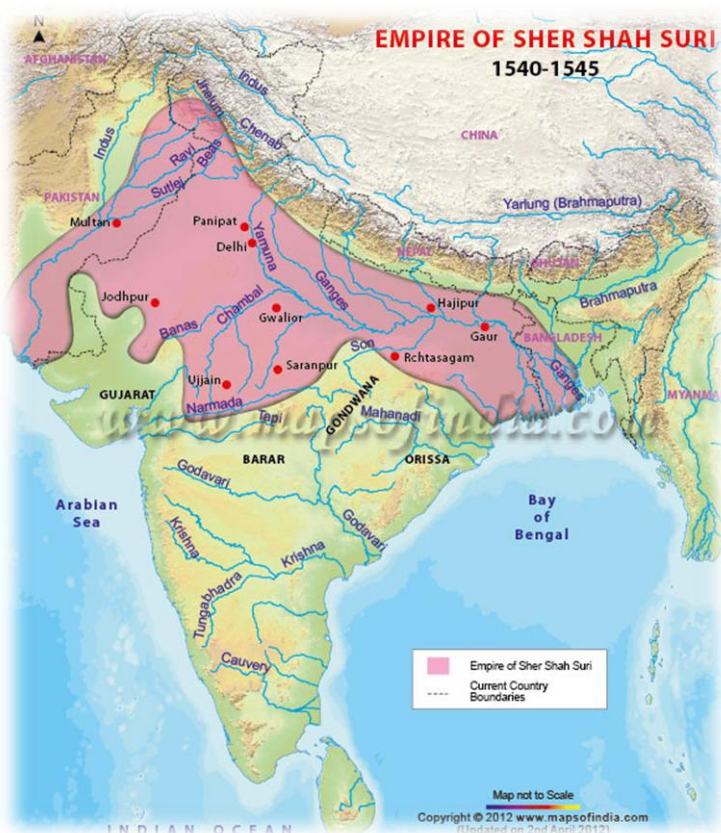 N
EMPIRE OF SHER SHAH SURI
1540-1545
AFGHANISTAN
Indus
Jhelum
Chenab
CHINA
Indus
Ravi
Beas
Sutlej
PAKISTAN
Multan
Panipat
Delhi
Yamuna
Yarlung (Brahmaputra)
NEPAL
BHUTAN
Brahmaputra
Jodhpur
Banas
Chambal
Gwalior
Ganges
Hajipur
Gaur
BANGLADESH
Ganges
MYANMA
Son
Rchtasagam
Saranpur
Ujjain
Narmada
GUJARAT
GONDWANA
Tapi
Mahanadi
www.mapsofindia.com
BARAR
ORISSA
Godavari
Godavari
Arabian
Sea
Bay
of
Bengal
Krishna
Krishna
Tungabhadra
Cauvery
Empire of Sher Shah Suri
Current Country
Boundaries
Map not to Scale
Copyright © 2012 www.mapsofindia.com
(Updated on 2nd April 2012)
INDIAN OCEAN